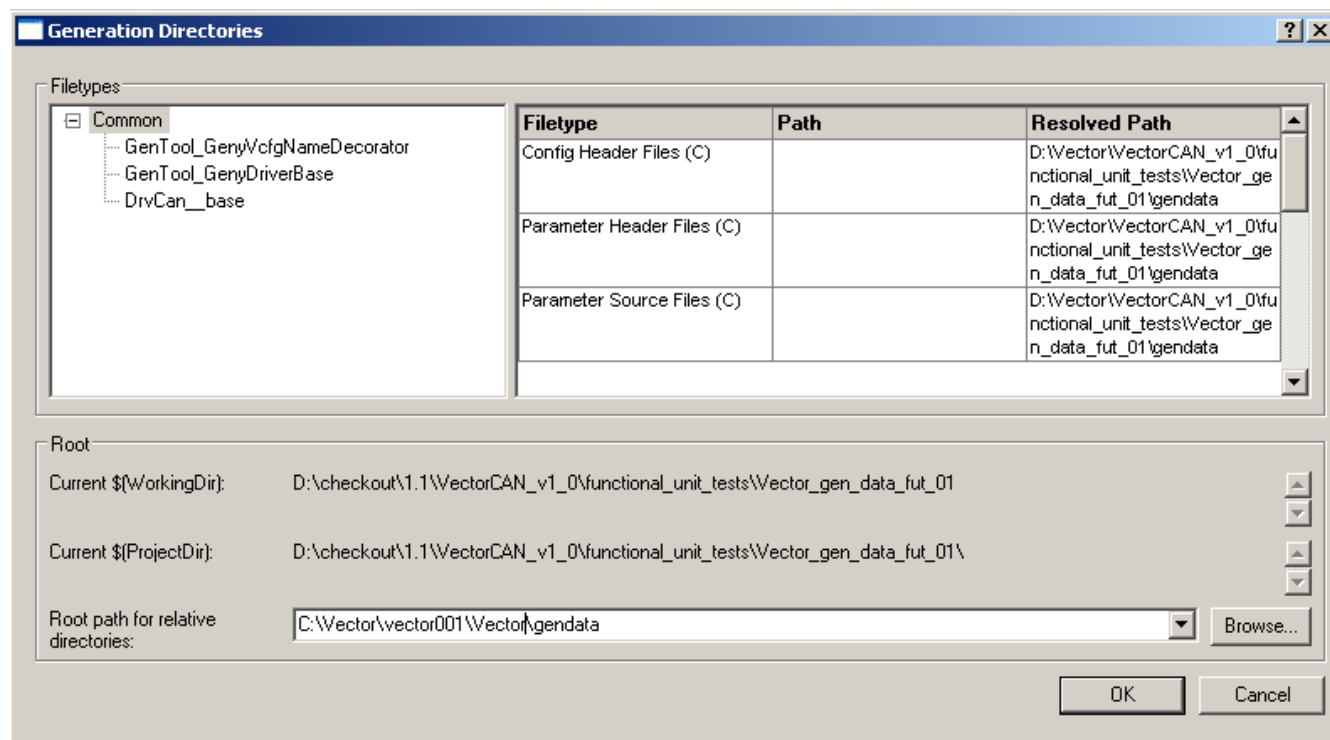 Generation Directories
Filetypes
Common
GenTool_GenyVcfgNameDecorator
GenTool_GenyDriverBase
DrvCan__base
Filetype Path Resolved Path
Config Header Files (C) D:\Vector\VectorCAN_v1_0\fu
nctional_unit_tests\Vector_ge
n_data_fut_01\gendata
Parameter Header Files (C) D:\Vector\VectorCAN_v1_0\fu
nctional_unit_tests\Vector_ge
n_data_fut_01\gendata
Parameter Source Files (C) D:\Vector\VectorCAN_v1_0\fu
nctional_unit_tests\Vector_ge
n_data_fut_01\gendata
Root
Current $(WorkingDir): D:\checkout\1.1\VectorCAN_v1_0\functional_unit_tests\Vector_gen_data_fut_01
Current $(ProjectDir): D:\checkout\1.1\VectorCAN_v1_0\functional_unit_tests\Vector_gen_data_fut_01\
Root path for relative
directories:
C:\Vector\vector001\Vector\gendata
Browse...
OK Cancel